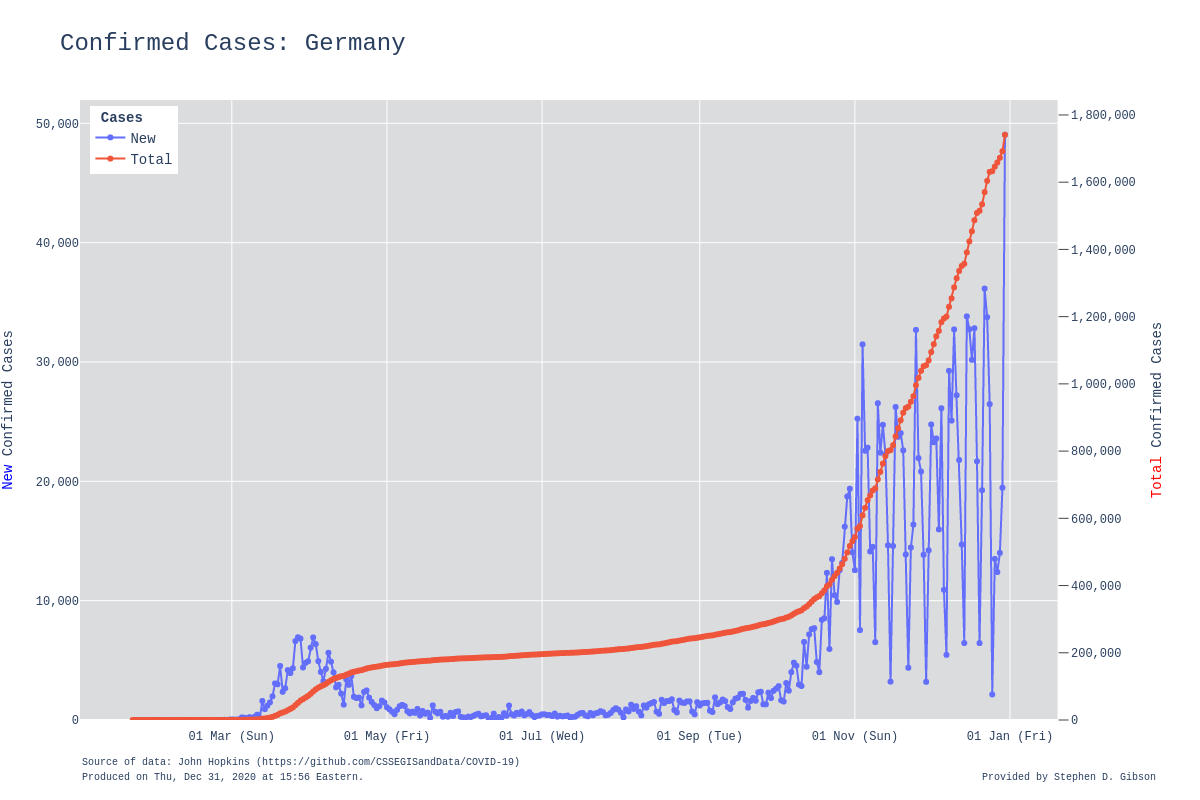 Confirmed Cases: Germany
Cases
New
Total
50,000
40,000
30,000
20,000
10,000
0
New Confirmed Cases
1,800,000
1,600,000
1,400,000
1,200,000
1,000,000
800,000
600,000
400,000
200,000
0
Total Confirmed Cases
01 Mar (Sun)
01 May (Fri)
01 Jul (Wed)
01 Sep (Tue)
01 Nov (Sun)
01 Jan (Fri)
Source of data: John Hopkins (https://github.com/CSSEGISandData/COVID-19)
Produced on Thu, Dec 31, 2020 at 15:56 Eastern.
Provided by Stephen D. Gibson